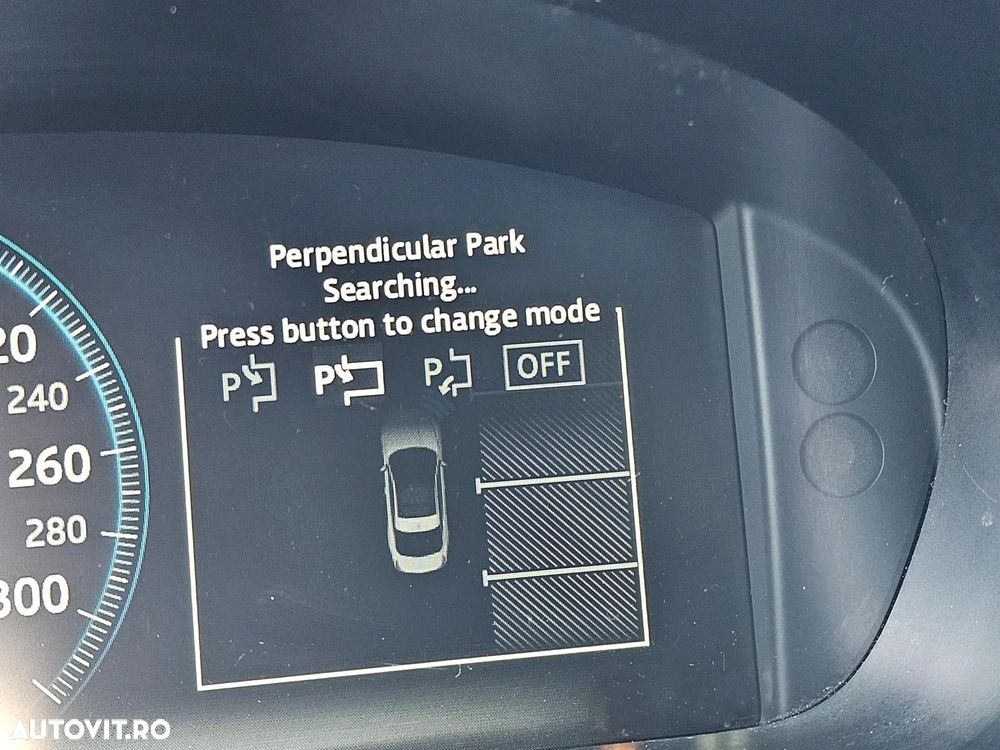 Perpendicular Park
Searching...
Press button to change mode
P P P OFF
20
240
260
280
300
AUTOVIT.RO